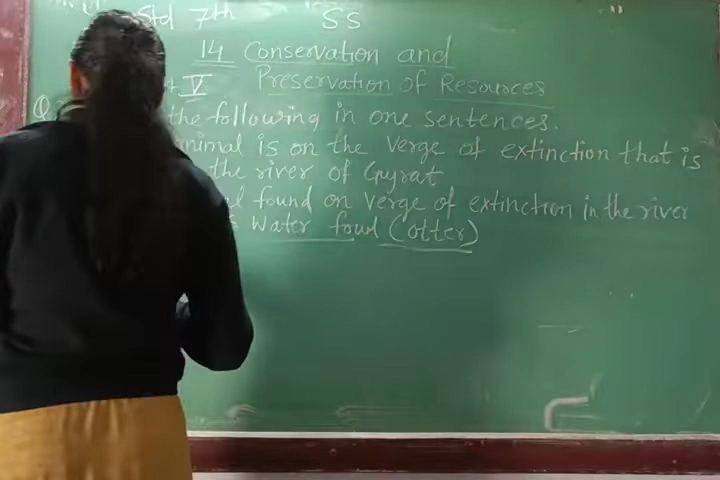 Std 7th " Ss "
14 Conservation and
V Preservation of Resources
Q the following in one sentences.
nimal is on the verge of extinction that is
the river of Gujrat
found on verge of extinction in the river
Water fowl (otter)